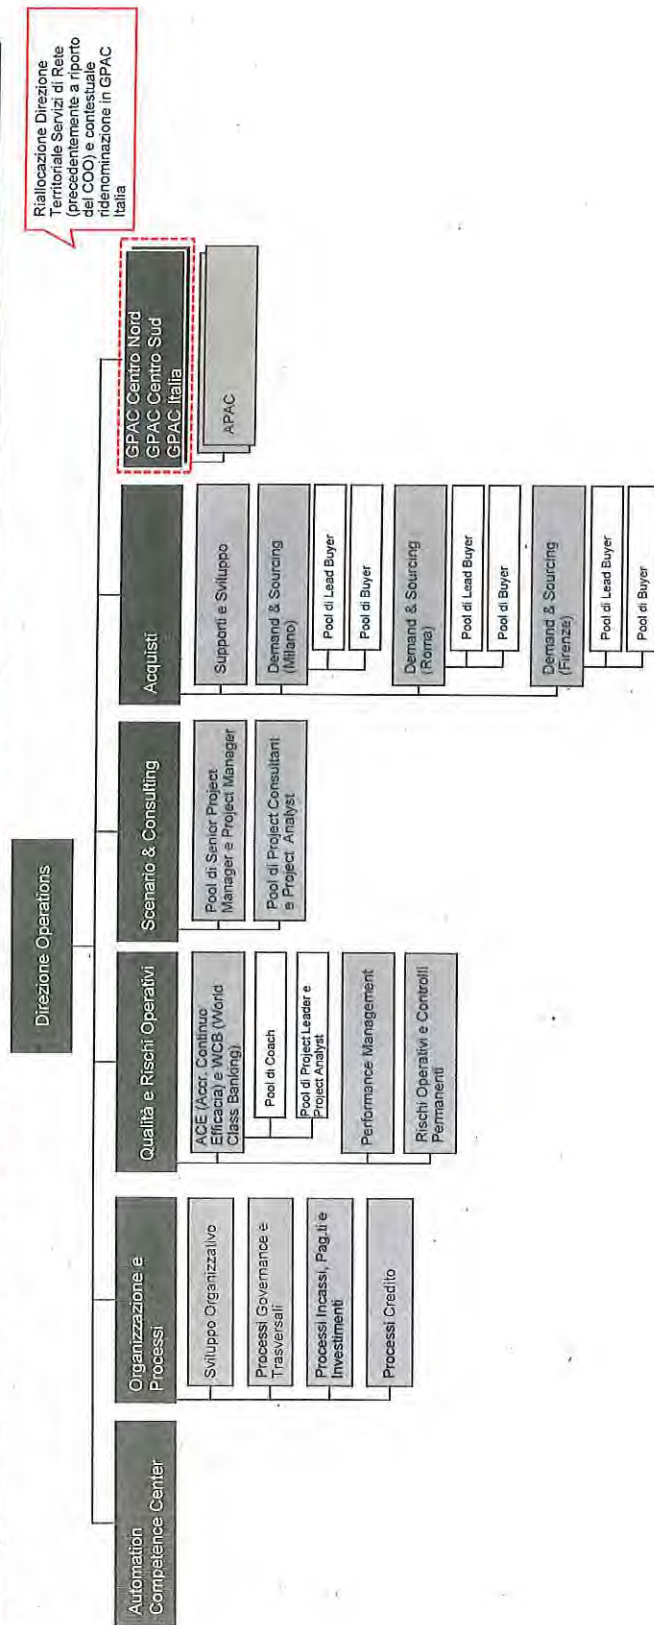 Direzione Operations
Automation
Competence Center
Organizzazione e
Processi
Sviluppo Organizzativo
Processi Governance e
Trasversali
Processi Incassi, Pag.ti e
Investimenti
Processi Credito
Qualità e Rischi Operativi
ACE (Accr. Continuo
Efficacia) e WCB (World
Class Banking)
Pool di Coach
Pool di Project Leader e
Project Analyst
Performance Management
Rischi Operativi e Controlli
Permanenti
Scenario & Consulting
Pool di Senior Project
Manager e Project Manager
Pool di Project Consultant
e Project Analyst
Acquisti
Supporti e Sviluppo
Demand & Sourcing
(Milano)
Pool di Lead Buyer
Pool di Buyer
Demand & Sourcing
(Roma)
Pool di Lead Buyer
Pool di Buyer
Demand & Sourcing
(Firenze)
Pool di Lead Buyer
Pool di Buyer
GPAC Centro Nord
GPAC Centro Sud
GPAC Italia
APAC
Riallocazione Direzione
Territoriale Servizi di Rete
(precedentemente a riporto
del COO) e contestuale
ridenominazione in GPAC
Italia